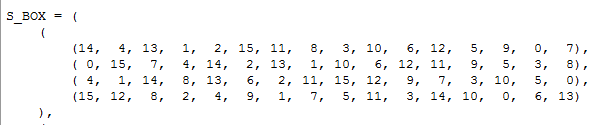 S_BOX = (
    (
        (14,  4, 13,  1,  2, 15, 11,  8,  3, 10,  6, 12,  5,  9,  0,  7),
        ( 0, 15,  7,  4, 14,  2, 13,  1, 10,  6, 12, 11,  9,  5,  3,  8),
        ( 4,  1, 14,  8, 13,  6,  2, 11, 15, 12,  9,  7,  3, 10,  5,  0),
        (15, 12,  8,  2,  4,  9,  1,  7,  5, 11,  3, 14, 10,  0,  6, 13)
    ),